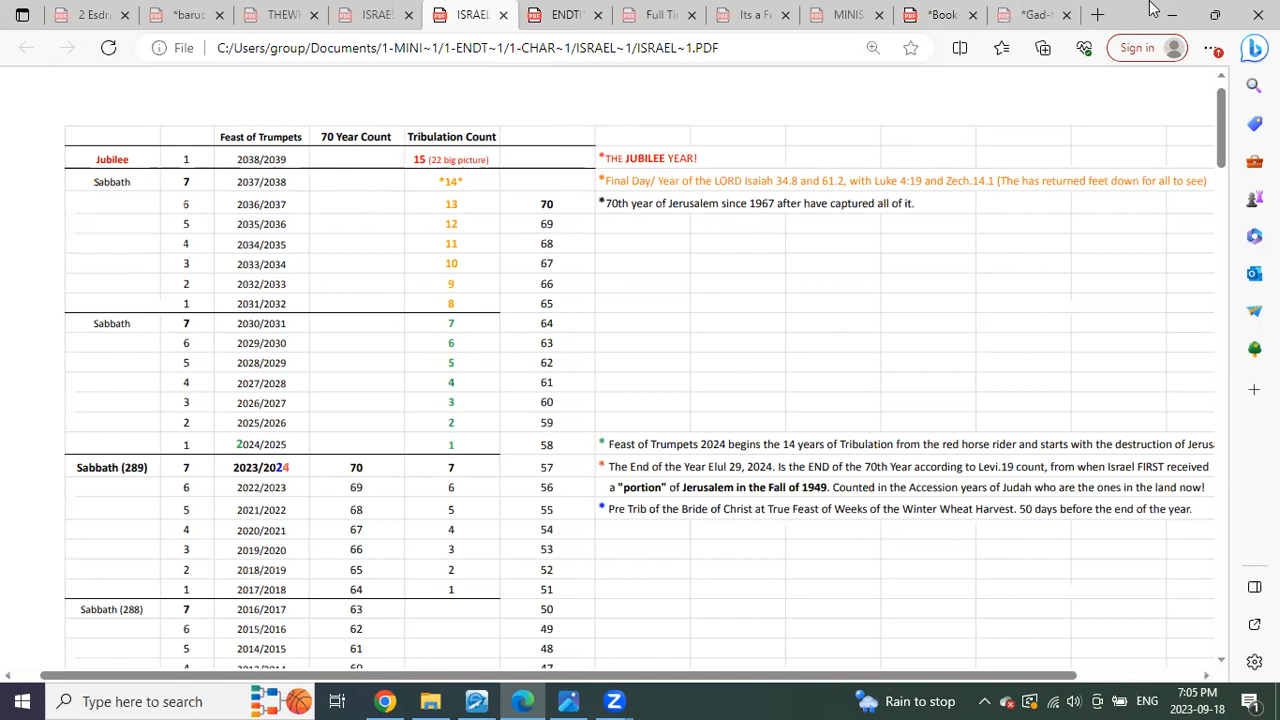 2 Esdra
baruc
THEW
ISRAEL
ISRAEL
ENDTI
Full Tir
Its a F
MINI
*Book
*Gad-t
File C:/Users/group/Documents/1-MINI~1/1-ENDT~1/1-CHAR~1/ISRAEL~1/ISRAEL~1.PDF Sign in
Feast of Trumpets 70 Year Count Tribulation Count
Jubilee 1 2038/2039 15 (22 big picture) *THE JUBILEE YEAR!
Sabbath 7 2037/2038 *14* *Final Day/ Year of the LORD Isaiah 34.8 and 61.2, with Luke 4:19 and Zech.14.1 (The has returned feet down for all to see)
6 2036/2037 13 70 *70th year of Jerusalem since 1967 after have captured all of it.
5 2035/2036 12 69
4 2034/2035 11 68
3 2033/2034 10 67
2 2032/2033 9 66
1 2031/2032 8 65
Sabbath 7 2030/2031 7 64
6 2029/2030 6 63
5 2028/2029 5 62
4 2027/2028 4 61
3 2026/2027 3 60
2 2025/2026 2 59
1 2024/2025 1 58 * Feast of Trumpets 2024 begins the 14 years of Tribulation from the red horse rider and starts with the destruction of Jerus
Sabbath (289) 7 2023/2024 70 7 57 * The End of the Year Elul 29, 2024. Is the END of the 70th Year according to Levi.19 count, from when Israel FIRST received
6 2022/2023 69 6 56 a "portion" of Jerusalem in the Fall of 1949. Counted in the Accession years of Judah who are the ones in the land now!
5 2021/2022 68 5 55 * Pre Trib of the Bride of Christ at True Feast of Weeks of the Winter Wheat Harvest. 50 days before the end of the year.
4 2020/2021 67 4 54
3 2019/2020 66 3 53
2 2018/2019 65 2 52
1 2017/2018 64 1 51
Sabbath (288) 7 2016/2017 63 50
6 2015/2016 62 49
5 2014/2015 61 48
4 2013/2014 60 47
Type here to search Rain to stop ENG 7:05 PM
2023-09-18